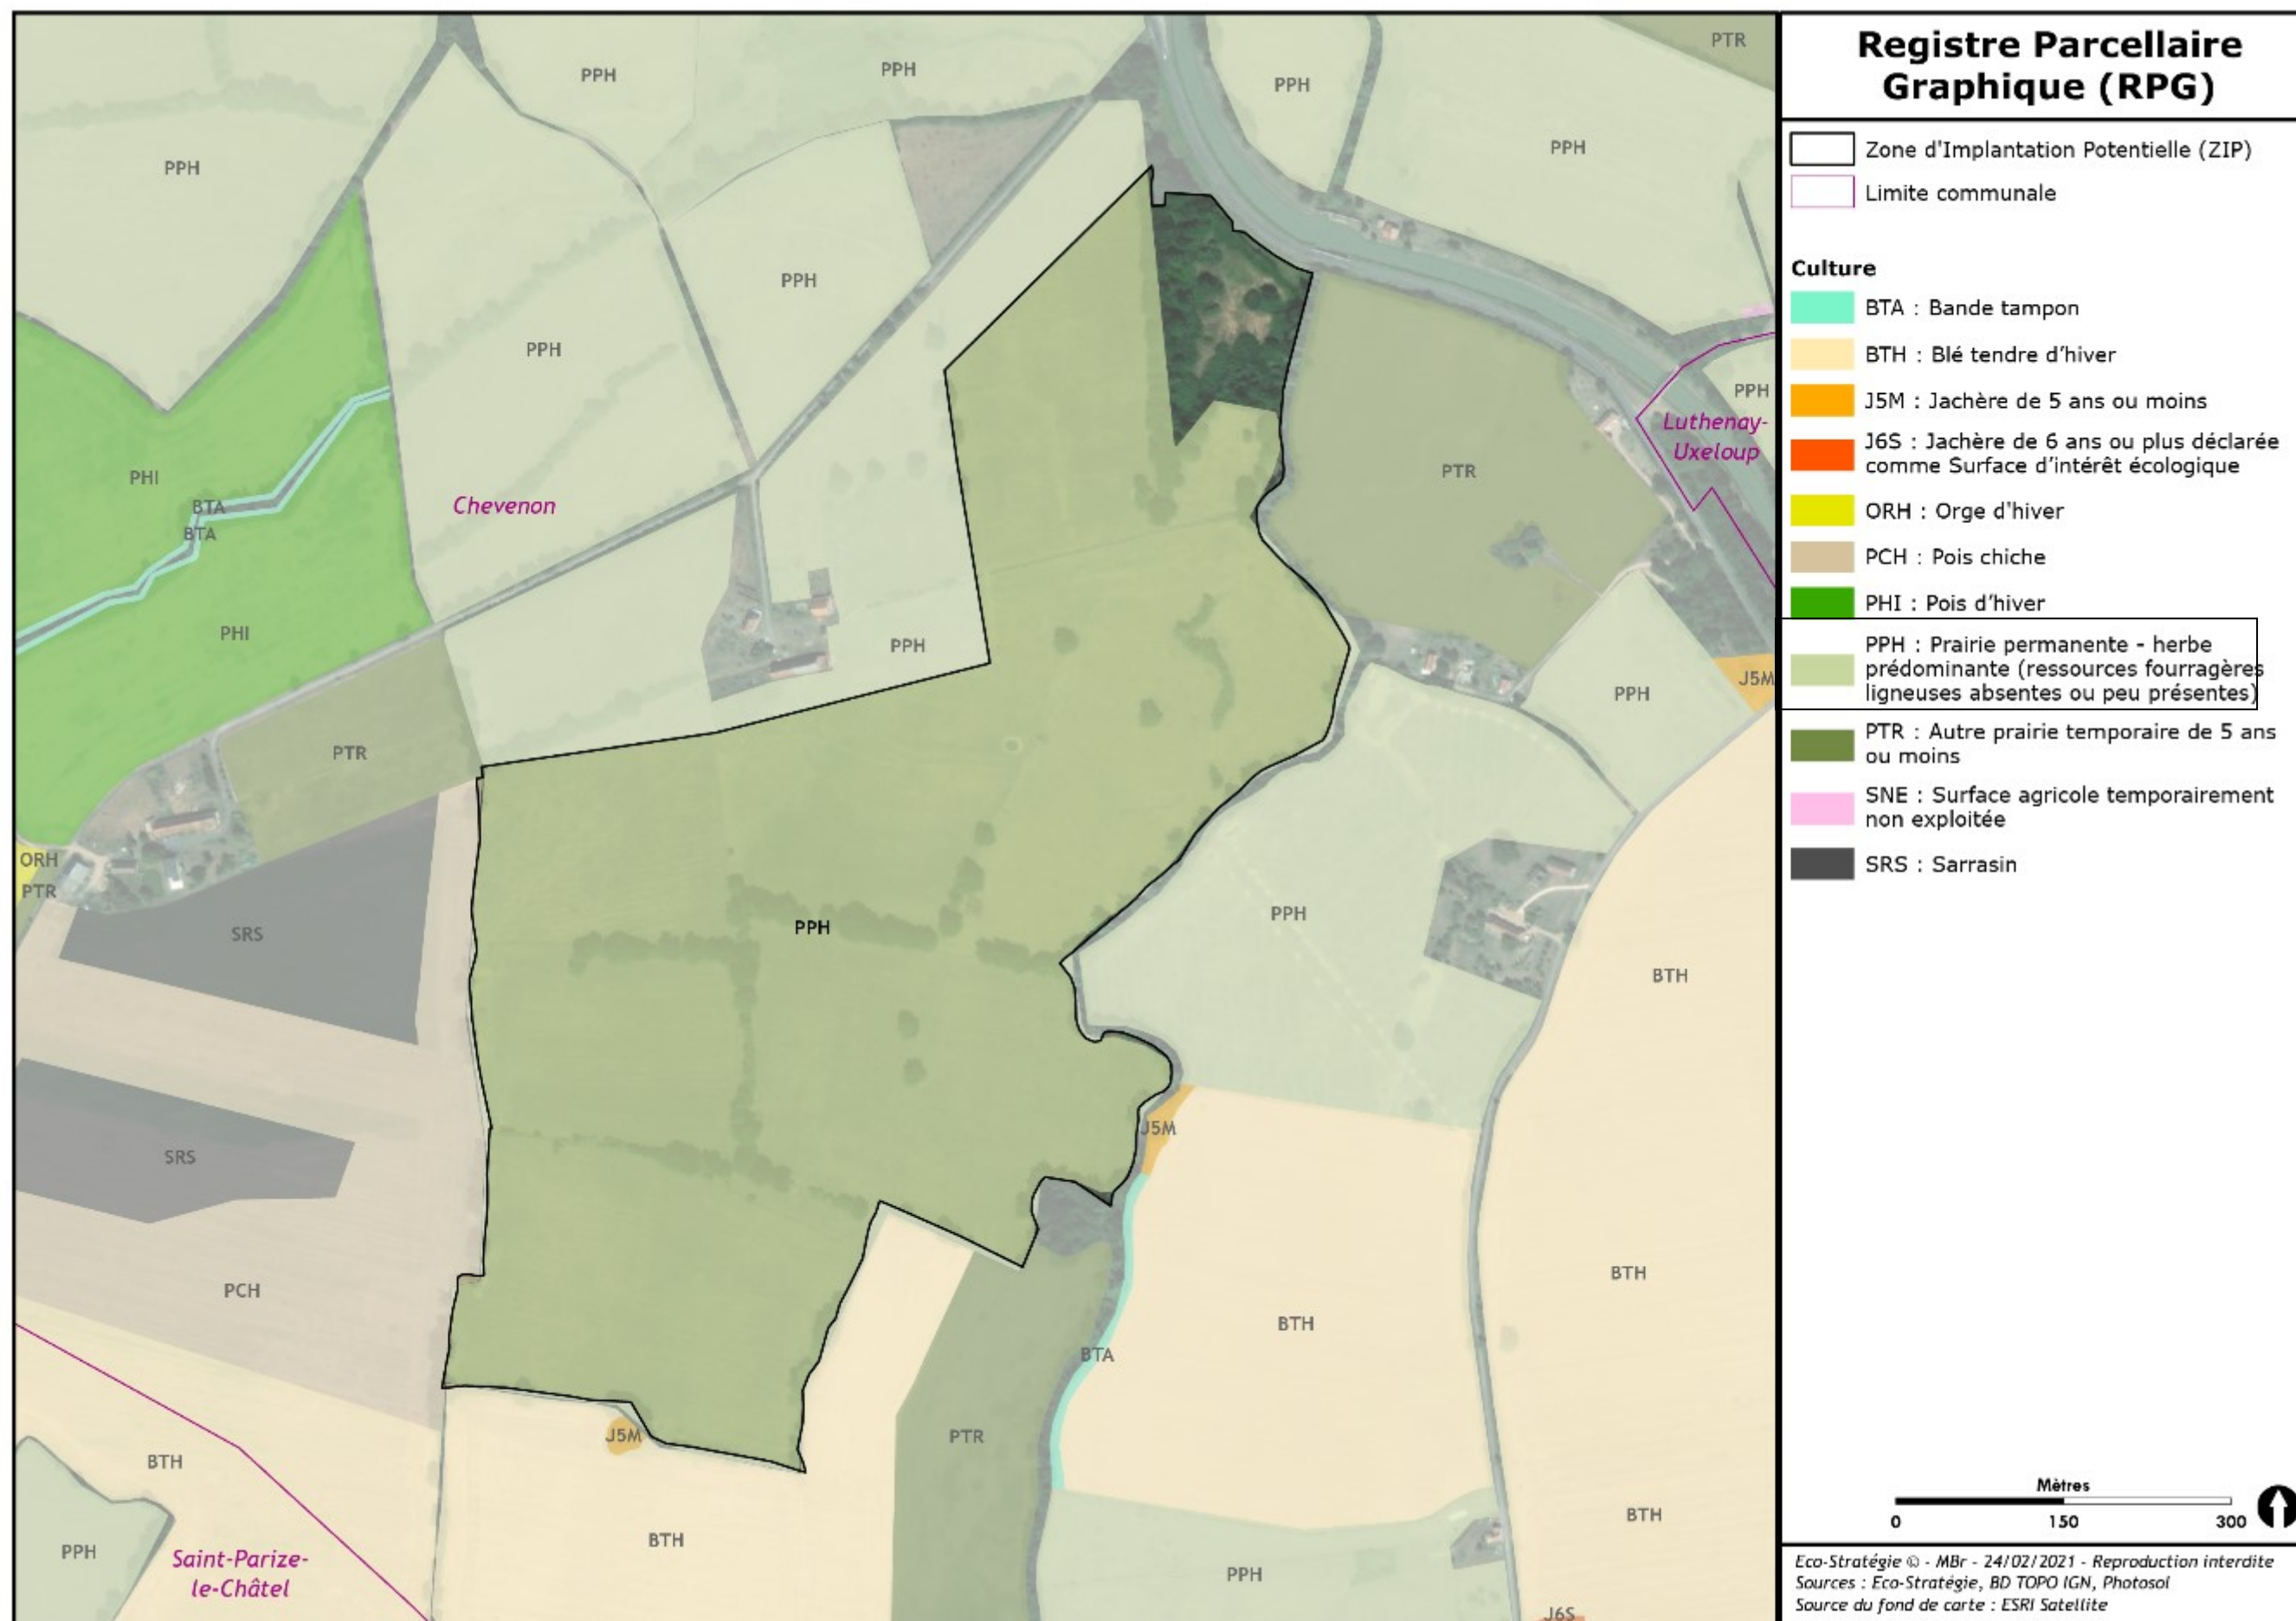 Registre Parcellaire
Graphique (RPG)
Zone d'Implantation Potentielle (ZIP)
Limite communale
Culture
BTA : Bande tampon
BTH : Blé tendre d’hiver
J5M : Jachère de 5 ans ou moins
J6S : Jachère de 6 ans ou plus déclarée
comme Surface d’intérêt écologique
ORH : Orge d'hiver
PCH : Pois chiche
PHI : Pois d’hiver
PPH : Prairie permanente - herbe
prédominante (ressources fourragères
ligneuses absentes ou peu présentes)
PTR : Autre prairie temporaire de 5 ans
ou moins
SNE : Surface agricole temporairement
non exploitée
SRS : Sarrasin
Mètres
0 150 300
Eco-Stratégie © - MBr - 24/02/2021 - Reproduction interdite
Sources : Eco-Stratégie, BD TOPO IGN, Photosol
Source du fond de carte : ESRI Satellite
PTR
PPH
PPH
PPH
PPH
PPH
PPH
PPH
PPH
Luthenay-
Uxeloup
PTR
PHI
BTA
BTA
Chevenon
PHI
PPH
J5M
PPH
PTR
ORH
PTR
SRS
PPH
PPH
BTH
J5M
SRS
PCH
BTH
BTH
BTA
J5M
PTR
BTH
BTH
BTH
PPH
Saint-Parize-
le-Châtel
PPH
J6S